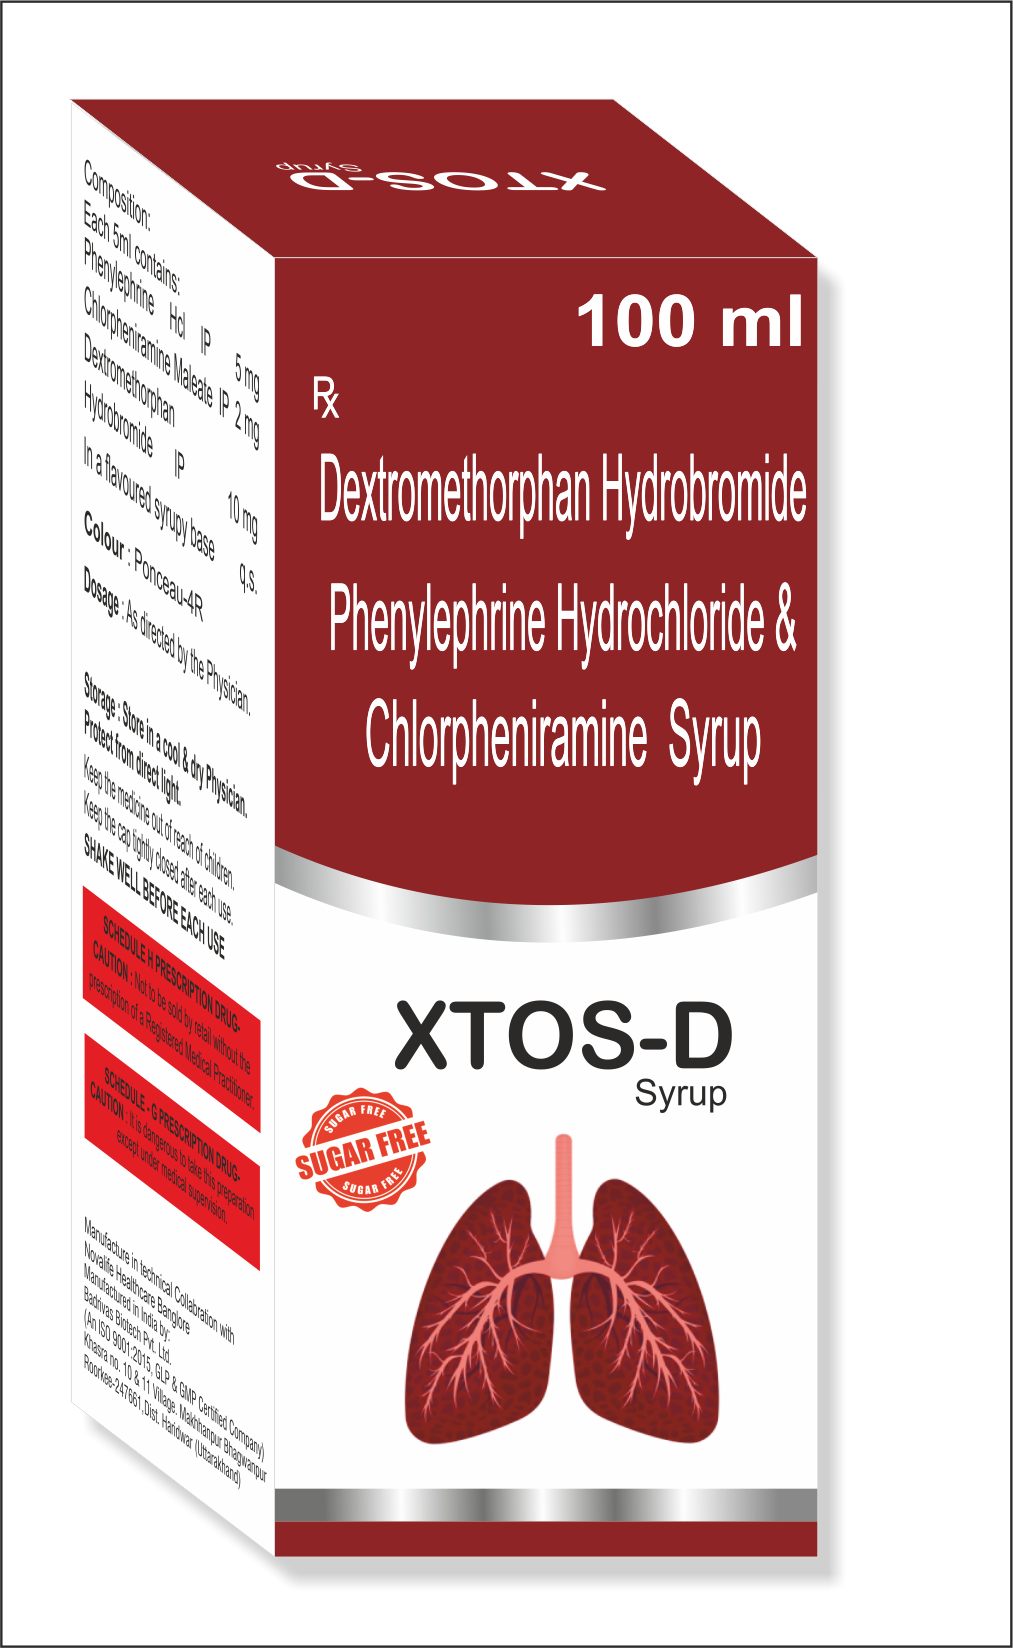 XTOS-D
Syrup
100 ml
Rx
Dextromethorphan Hydrobromide
Phenylephrine Hydrochloride &
Chlorpheniramine Syrup
XTOS-D
Syrup
SUGAR FREE
SUGAR FREE
SUGAR FREE
Composition:
Each 5ml contains:
Phenylephrine Hcl IP 5 mg
Chlorpheniramine Maleate IP 2 mg
Dextromethorphan
Hydrobromide IP 10 mg
In a flavoured syrupy base q.s.
Colour : Ponceau-4R
Dosage : As directed by the Physician.
Storage : Store in a cool & dry Physician.
Protect from direct light.
Keep the medicine out of reach of children.
Keep the cap tightly closed after each use.
SHAKE WELL BEFORE EACH USE
SCHEDULE H PRESCRIPTION DRUG-
CAUTION : Not to be sold by retail without the
prescription of a Registered Medical Practitioner.
SCHEDULE - G PRESCRIPTION DRUG-
CAUTION : It is dangerous to take this preparation
except under medical supervision.
Manufacture in technical Collabration with
Novalife Healthcare Banglore
Manufactured in India by:
Badrivas Biotech Pvt. Ltd.
(An ISO 9001:2015, GLP & GMP Certified Company)
Khasra no. 10 & 11 Village. Makhhanpur Bhagwanpur
Roorkee-247661,Dist. Haridwar (Uttarakhand)